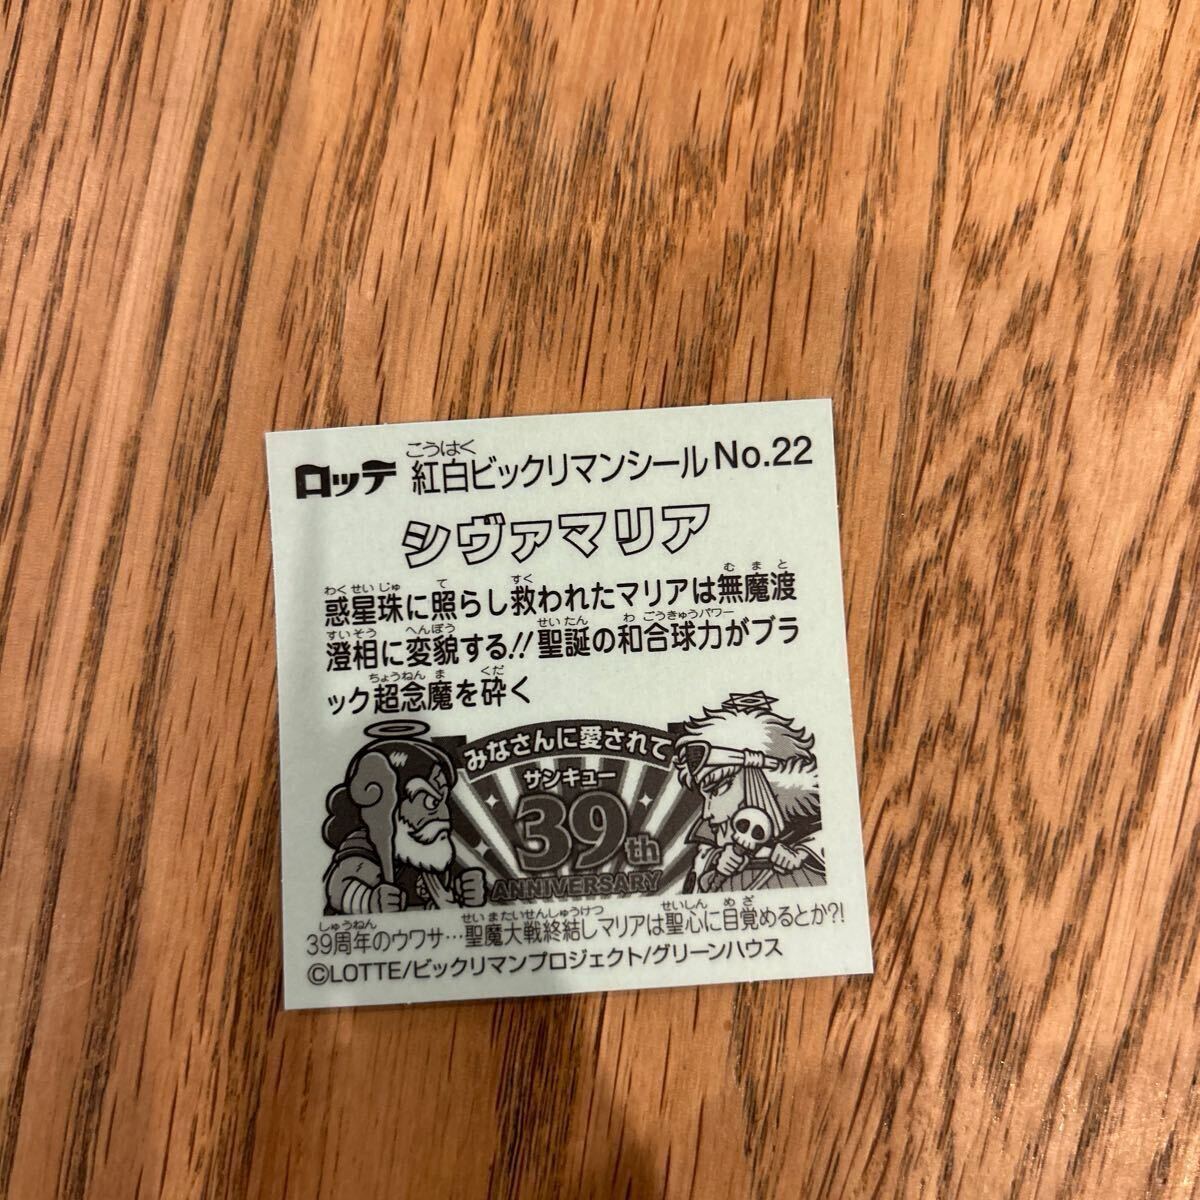 ロッテ 紅白ビックリマンシール No.22
こうはく
シヴァマリア
わくせいじゅ て すく む ま と
惑星珠に照らし救われたマリアは無魔渡
すいそう へんぼう せいたん わ ごうきゅうパワー
澄相に変貌する!! 聖誕の和合球力がブラ
ちょうねん ま くだ
ック超念魔を砕く
みなさんに愛されて
サンキュー
39th
ANNIVERSARY
しゅうねん せいまたいせんしゅうけつ せいしん め ざ
39周年のウワサ…聖魔大戦終結しマリアは聖心に目覚めるとか?!
©LOTTE/ビックリマンプロジェクト/グリーンハウス